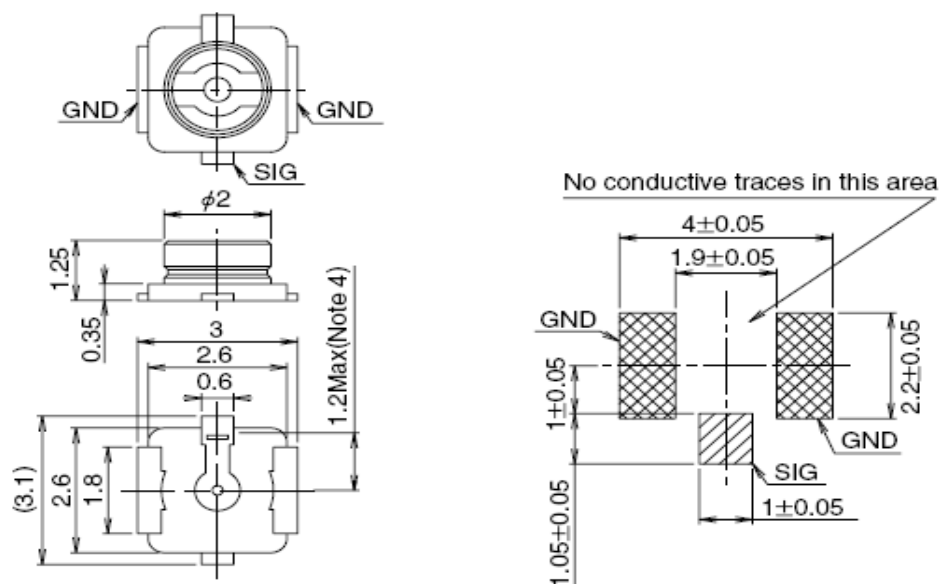 GND
GND
SIG
ϕ2
1.25
0.35
3
2.6
0.6
1.2Max(Note 4)
(3.1)
2.6
1.8
No conductive traces in this area
4±0.05
1.9±0.05
GND
1±0.05
2.2±0.05
GND
SIG
1±0.05
1.05±0.05